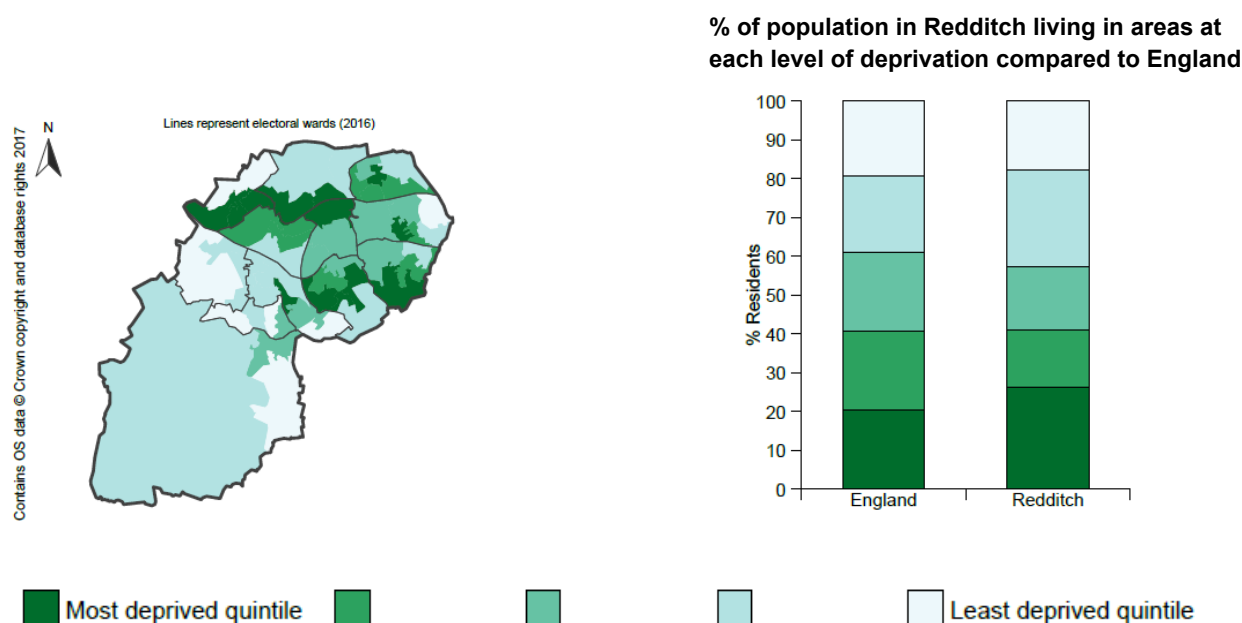 % of population in Redditch living in areas at
each level of deprivation compared to England
Contains OS data © Crown copyright and database rights 2017
N
Lines represent electoral wards (2016)
% Residents
100
90
80
70
60
50
40
30
20
10
0
England
Redditch
Most deprived quintile
Least deprived quintile